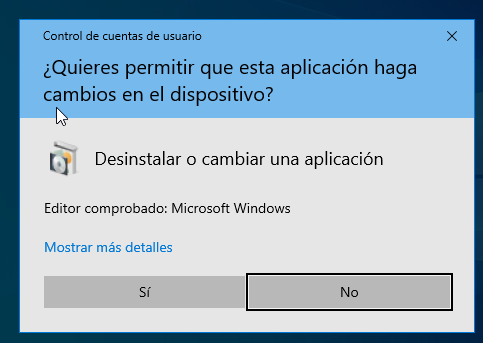 Control de cuentas de usuario
¿Quieres permitir que esta aplicación haga
cambios en el dispositivo?
Desinstalar o cambiar una aplicación
Editor comprobado: Microsoft Windows
Mostrar más detalles
Sí
No